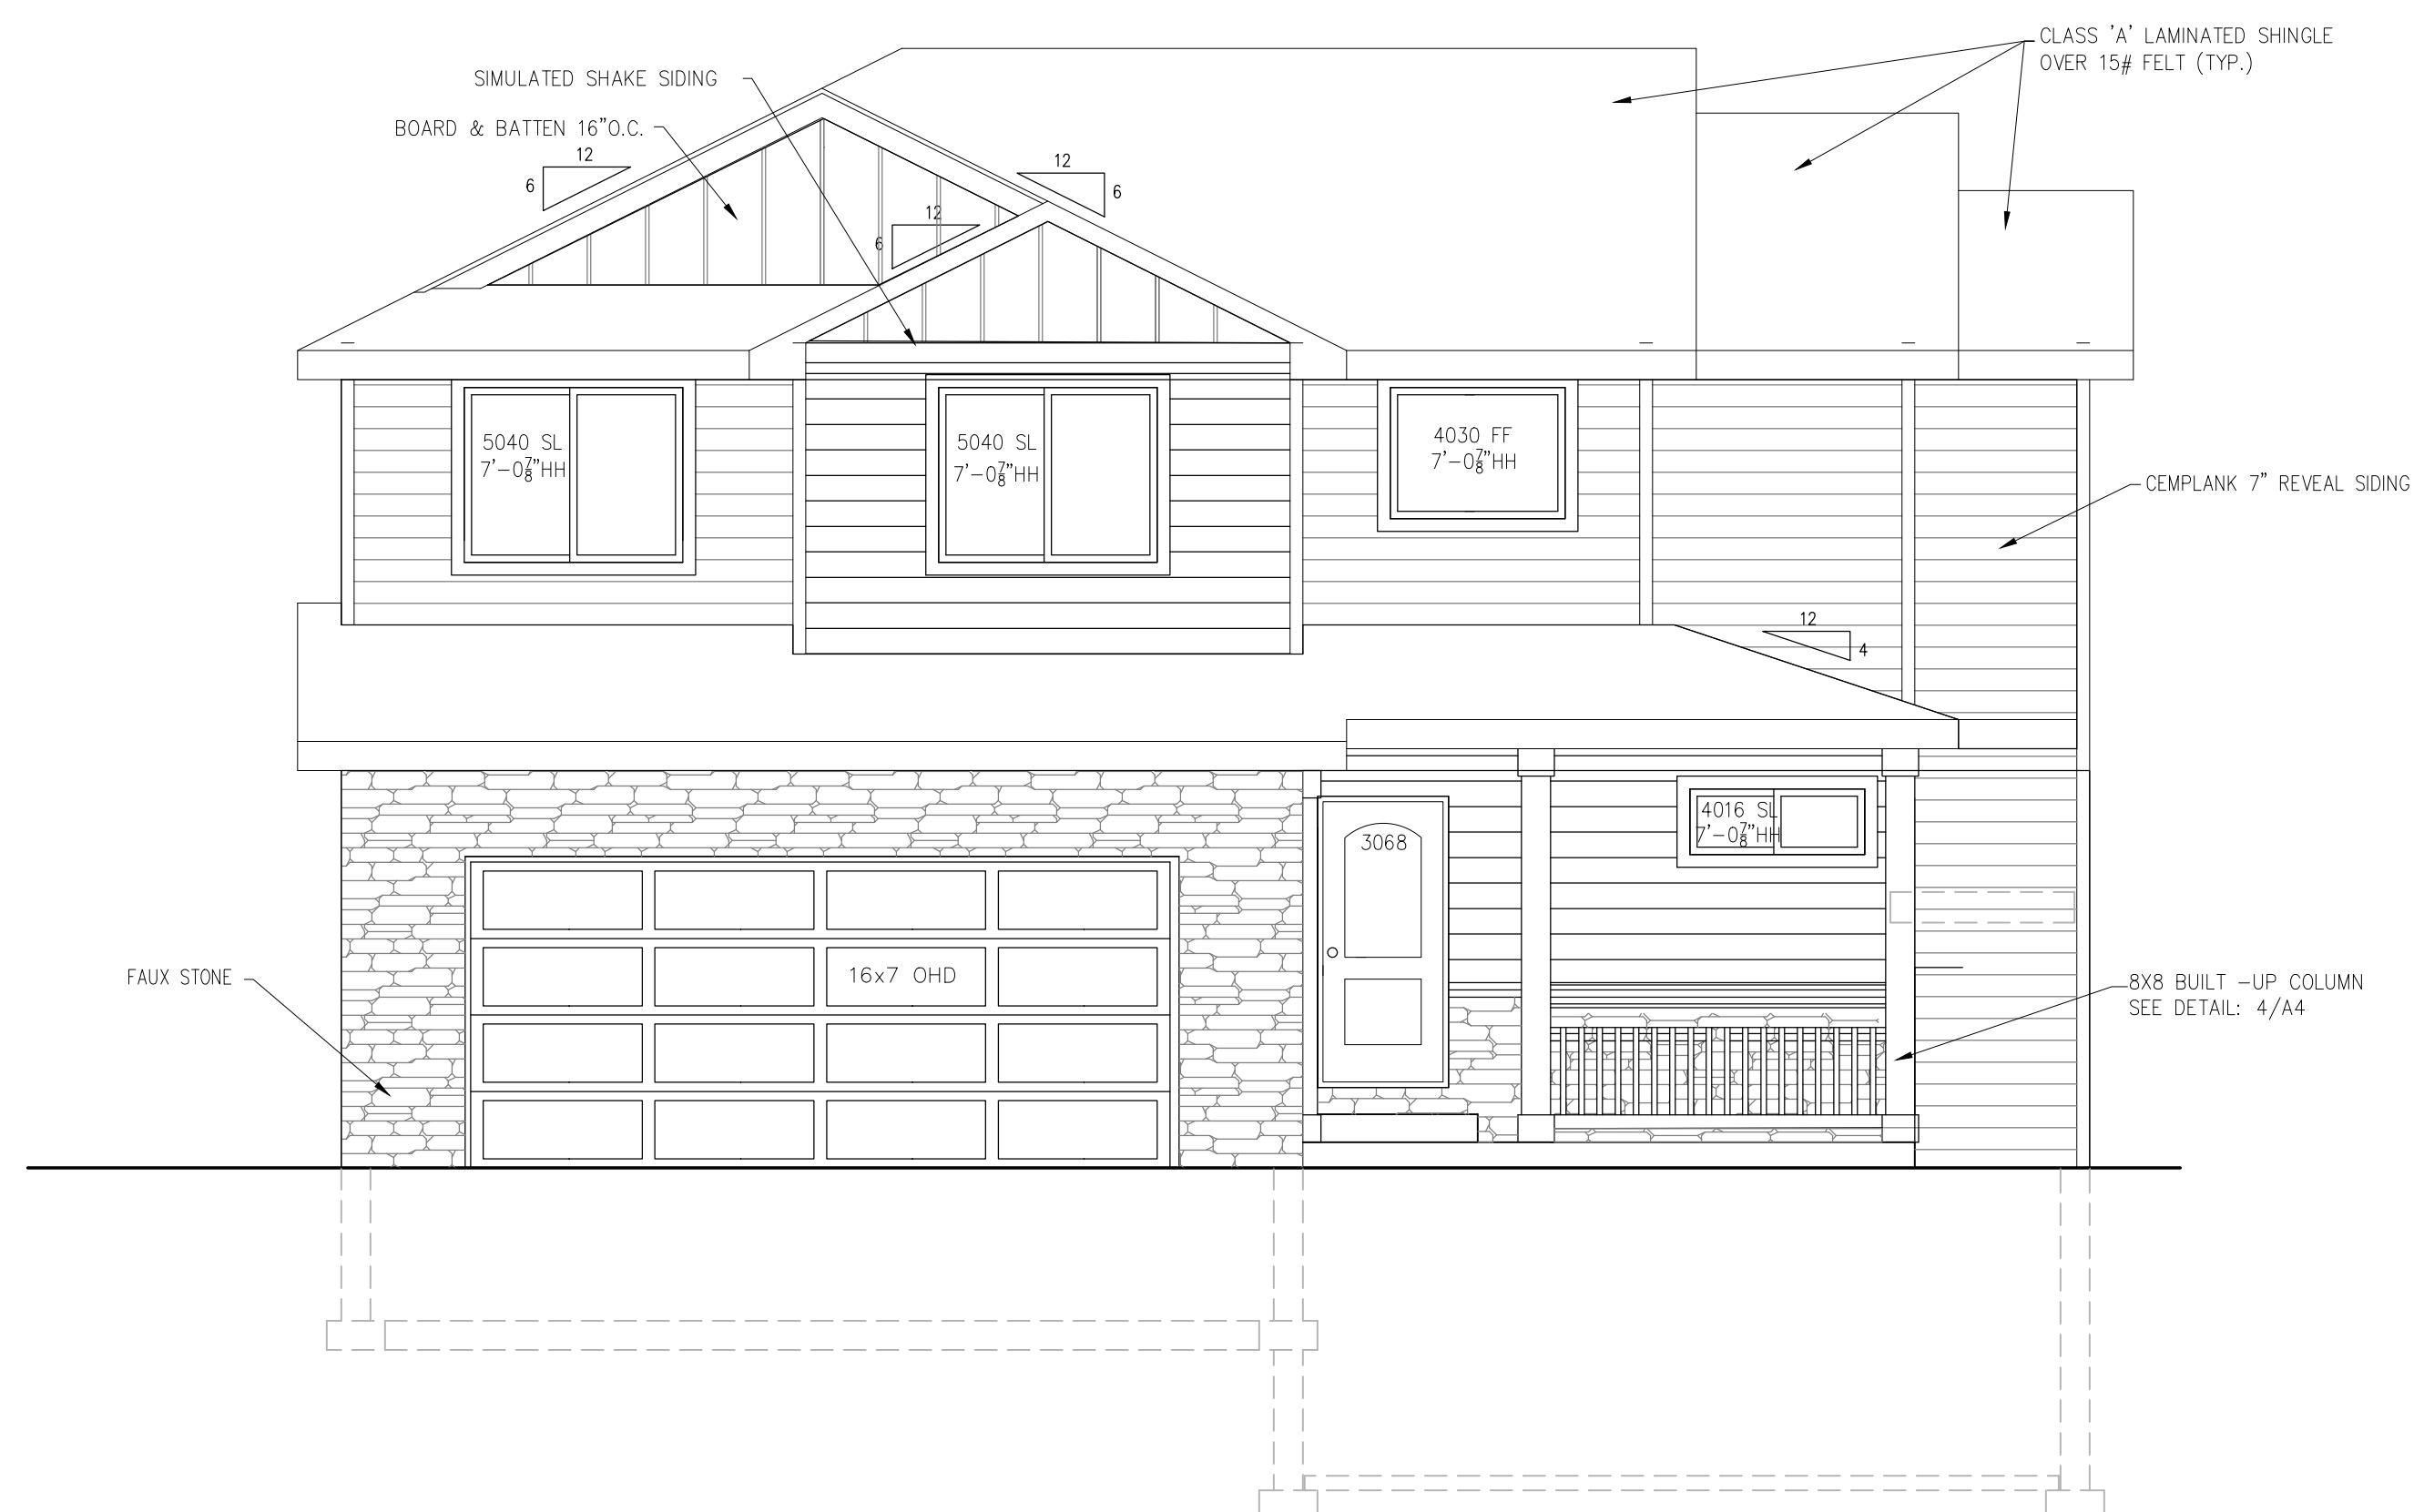 CLASS 'A' LAMINATED SHINGLE
OVER 15# FELT (TYP.)
SIMULATED SHAKE SIDING
BOARD & BATTEN 16"O.C.
12
6
12
6
12
6
5040 SL
7'-0⅞"HH
5040 SL
7'-0⅞"HH
4030 FF
7'-0⅞"HH
CEMPLANK 7" REVEAL SIDING
12
4
4016 SL
7'-0⅞"HH
3068
16x7 OHD
FAUX STONE
8X8 BUILT -UP COLUMN
SEE DETAIL: 4/A4